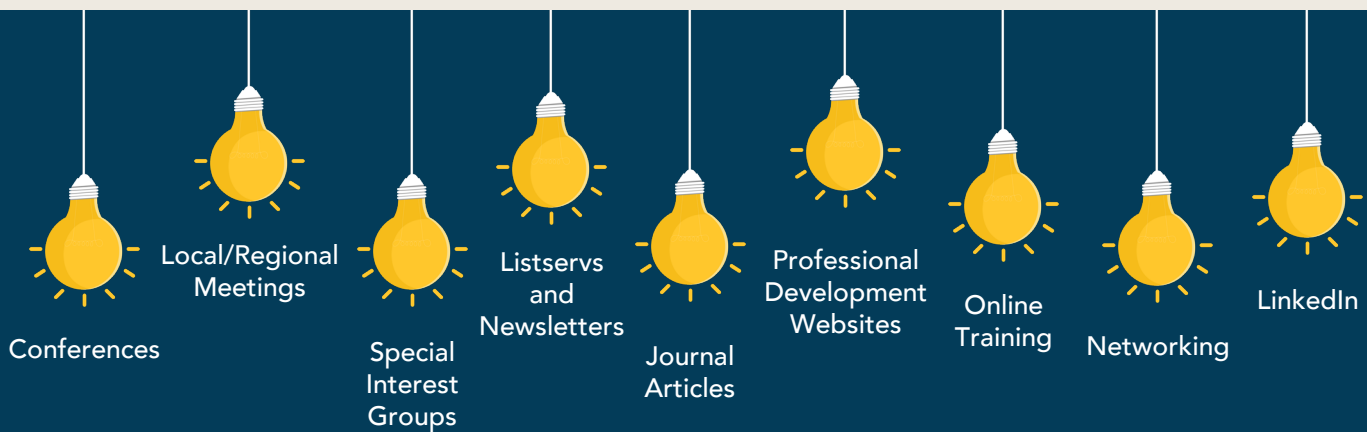 Conferences
Local/Regional
Meetings
Special
Interest
Groups
Listservs
and
Newsletters
Journal
Articles
Professional
Development
Websites
Online
Training
Networking
LinkedIn